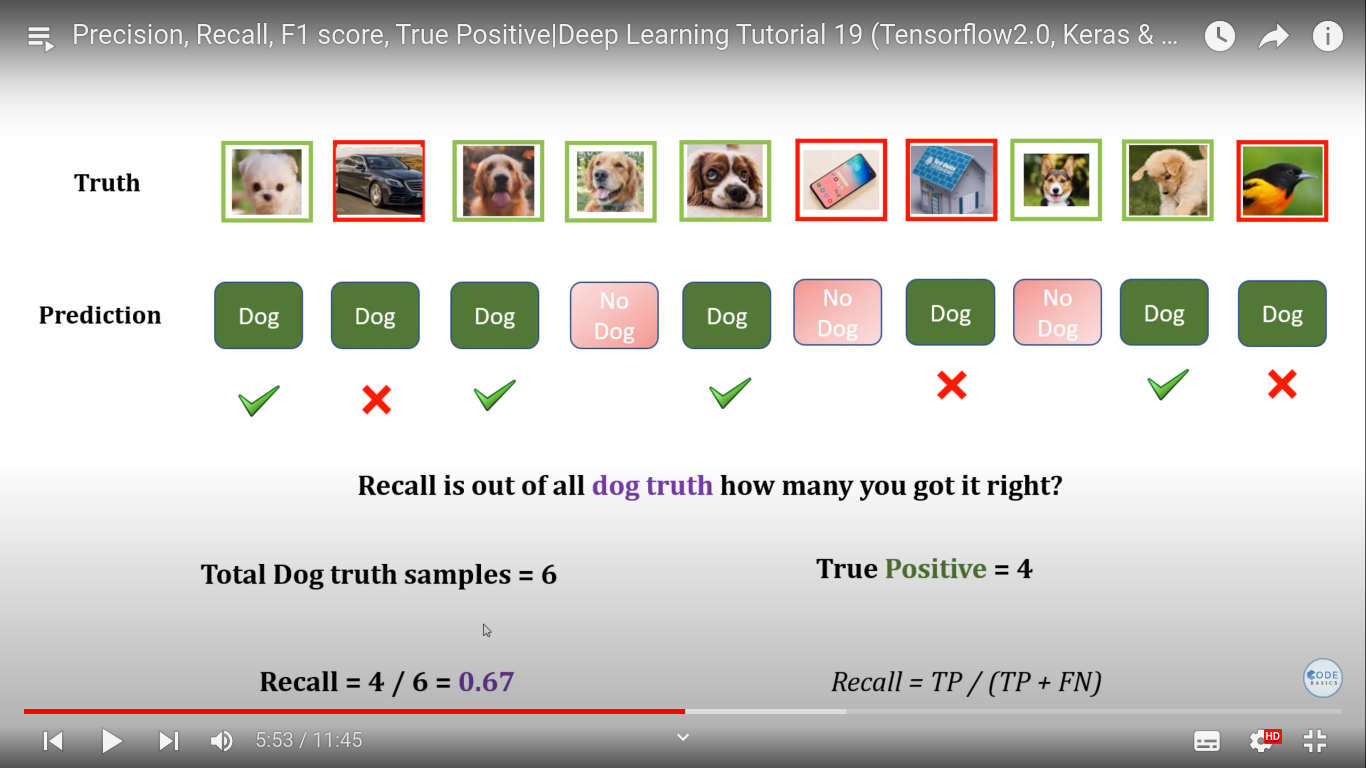 Precision, Recall, F1 score, True Positive|Deep Learning Tutorial 19 (Tensorflow2.0, Keras & ...
Truth
Prediction
Dog
Dog
Dog
No
Dog
Dog
No
Dog
Dog
No
Dog
Dog
Dog
Recall is out of all dog truth how many you got it right?
Total Dog truth samples = 6
True Positive = 4
Recall = 4 / 6 = 0.67
Recall = TP / (TP + FN)
CODE
BASICS
5:53 / 11:45
HD